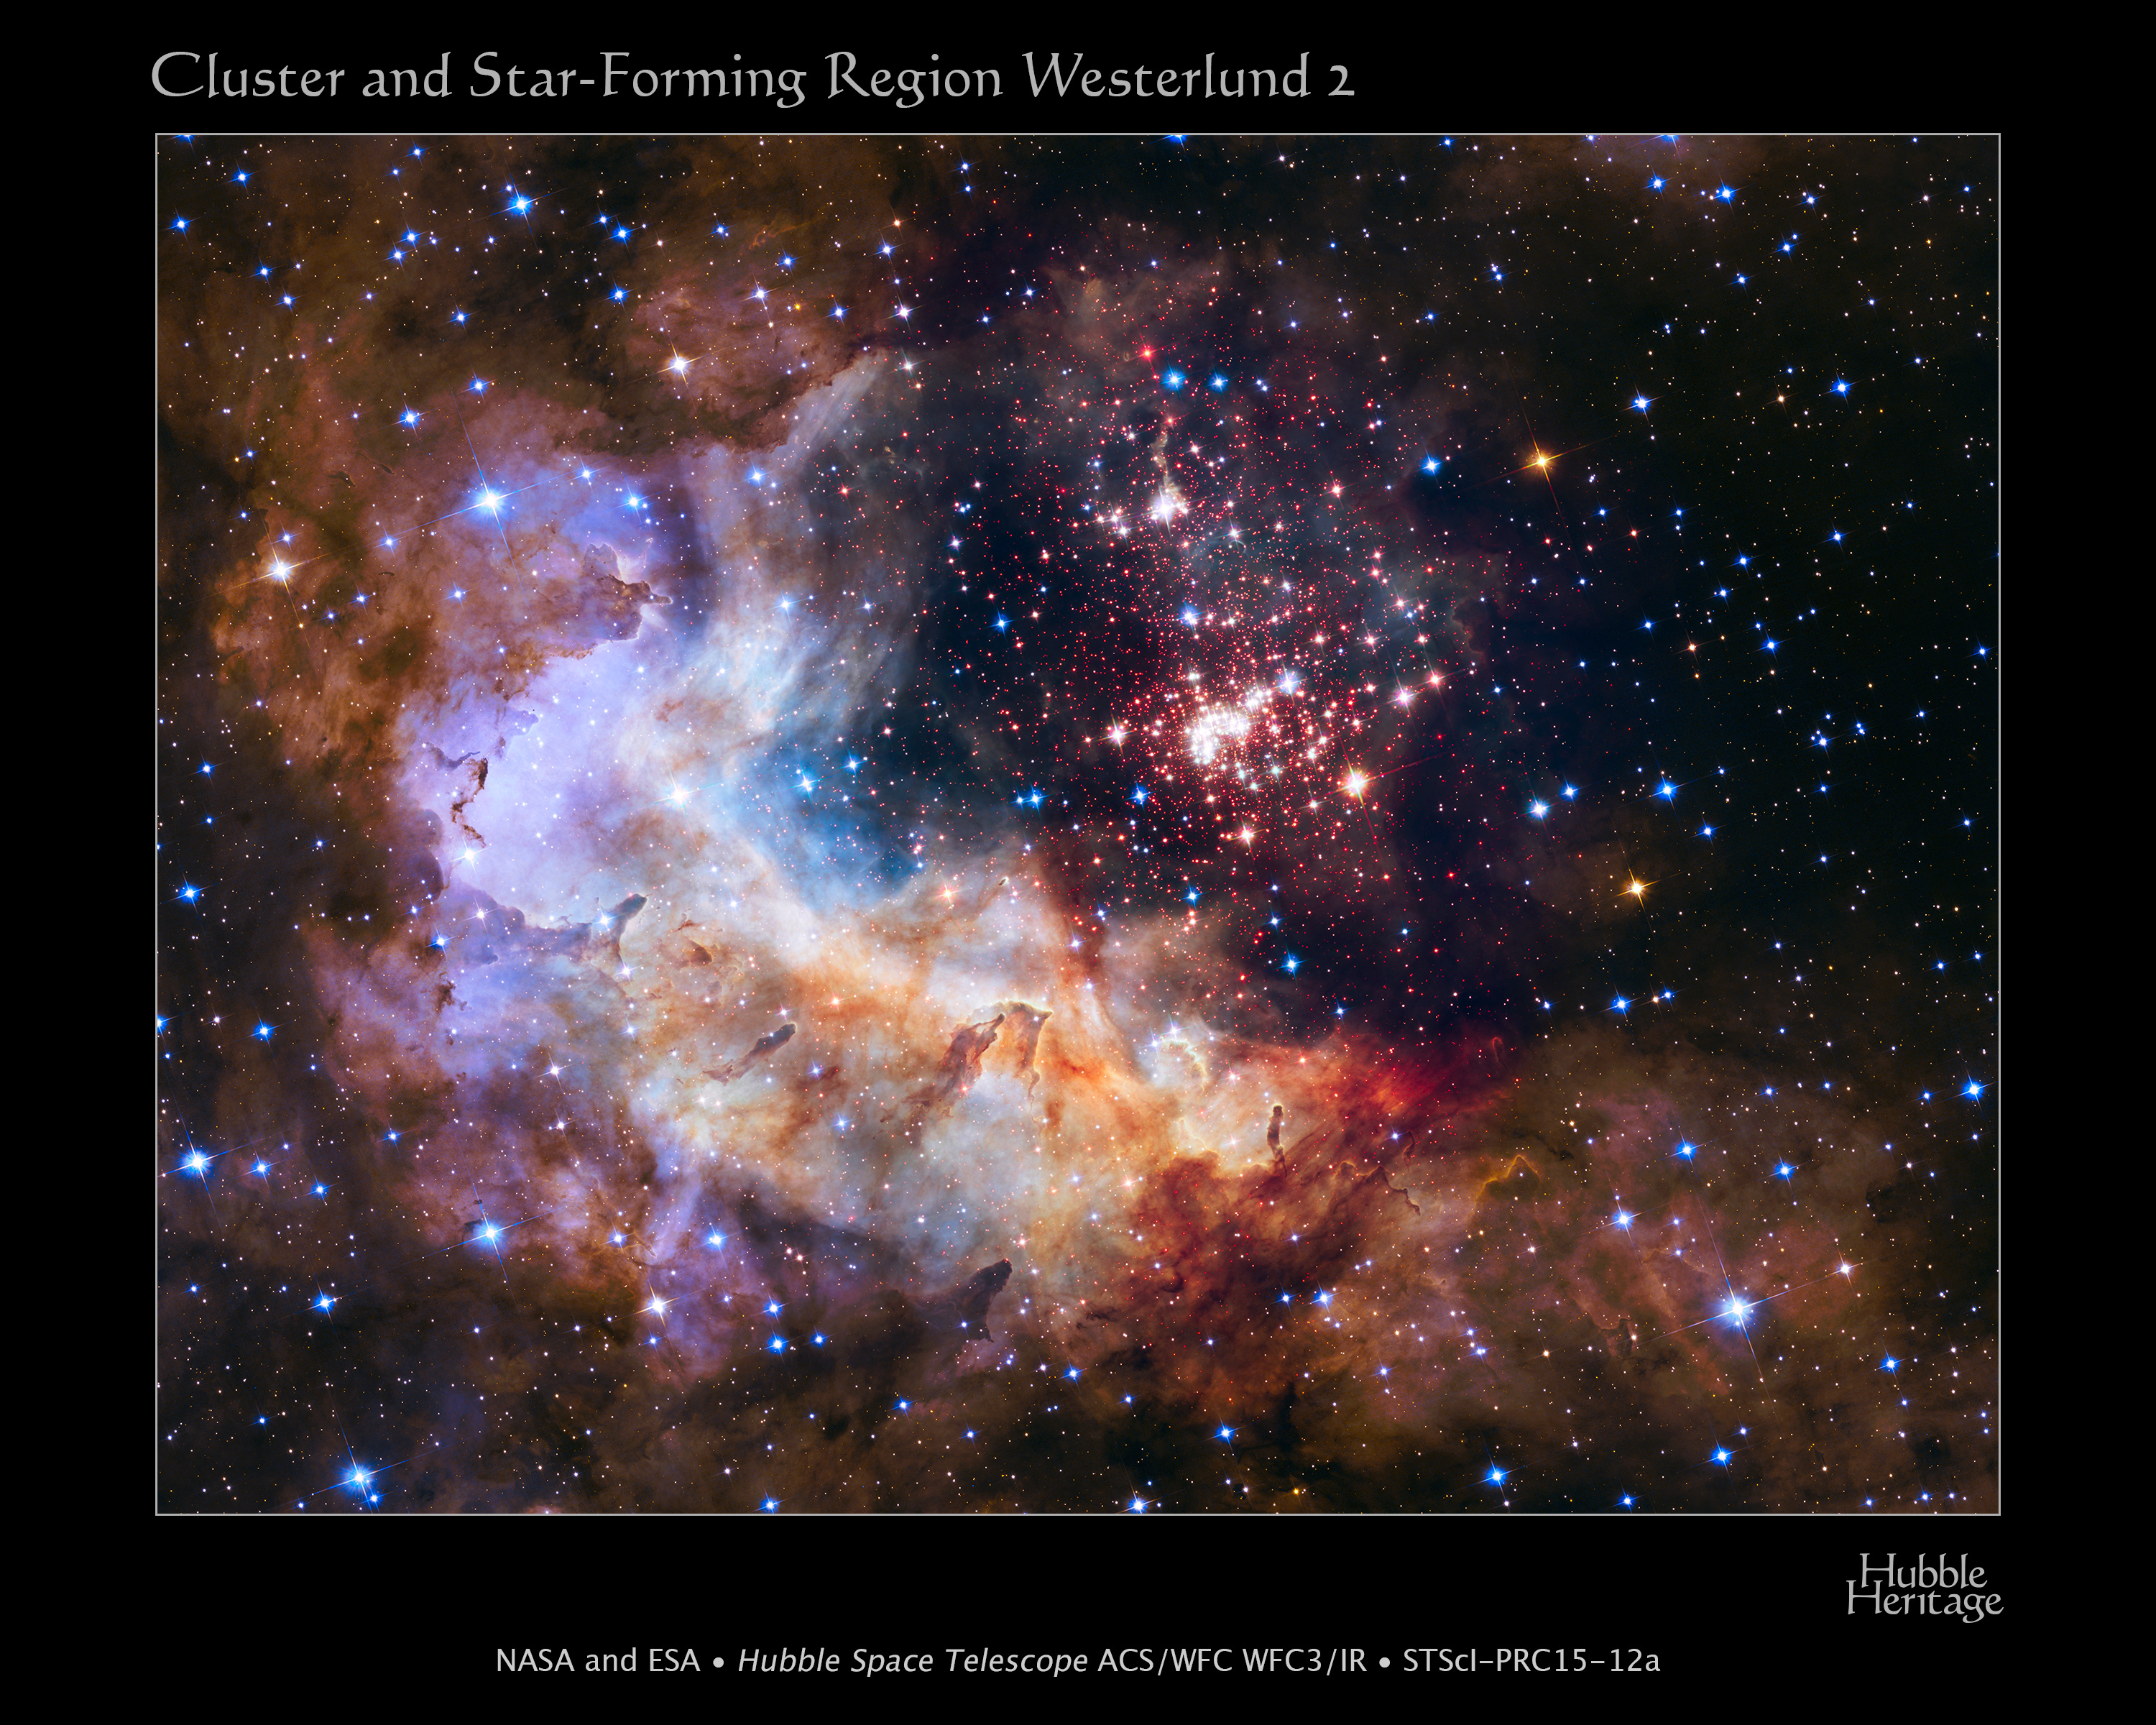 Cluster and Star-Forming Region Westerlund 2
Hubble
Heritage
NASA and ESA • Hubble Space Telescope ACS/WFC WFC3/IR • STScI-PRC15-12a